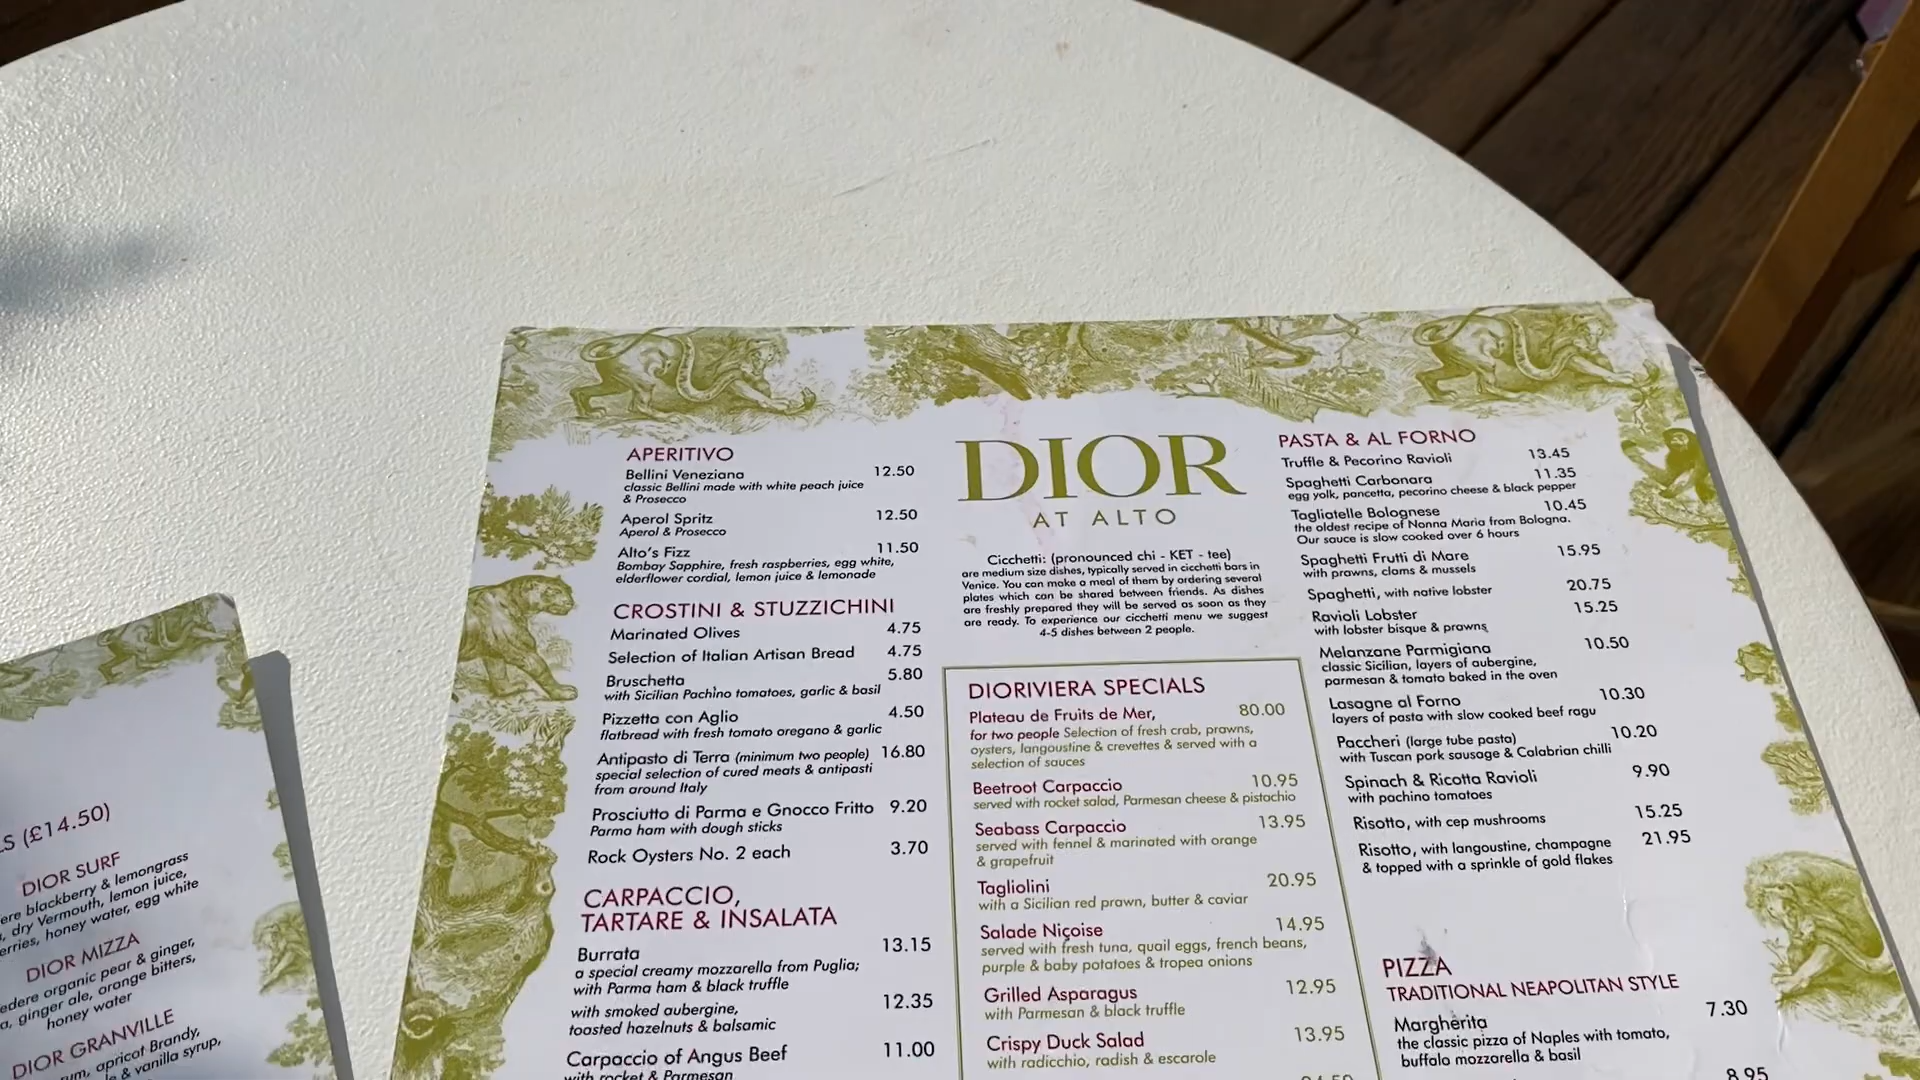 S (£14.50)
DIOR SURF
ere blackberry & lemongrass
, dry Vermouth, lemon juice,
erries, honey water, egg white
DIOR MIZZA
edere organic pear & ginger,
a, ginger ale, orange bitters,
honey water
DIOR GRANVILLE
um, apricot Brandy,
& vanilla syrup,
APERITIVO
Bellini Veneziana 12.50
classic Bellini made with white peach juice
& Prosecco
Aperol Spritz 12.50
Aperol & Prosecco
Alto's Fizz 11.50
Bombay Sapphire, fresh raspberries, egg white,
elderflower cordial, lemon juice & lemonade
CROSTINI & STUZZICHINI
Marinated Olives 4.75
Selection of Italian Artisan Bread 4.75
Bruschetta 5.80
with Sicilian Pachino tomatoes, garlic & basil
Pizzetta con Aglio 4.50
flatbread with fresh tomato oregano & garlic
Antipasto di Terra (minimum two people) 16.80
special selection of cured meats & antipasti
from around Italy
Prosciutto di Parma e Gnocco Fritto 9.20
Parma ham with dough sticks
Rock Oysters No. 2 each 3.70
CARPACCIO,
TARTARE & INSALATA
Burrata 13.15
a special creamy mozzarella from Puglia;
with Parma ham & black truffle
with smoked aubergine, 12.35
toasted hazelnuts & balsamic
Carpaccio of Angus Beef 11.00
with rocket & Parmesan
DIOR
AT ALTO
Cicchetti: (pronounced chi - KET - tee)
are medium size dishes, typically served in cicchetti bars in
Venice. You can make a meal of them by ordering several
plates which can be shared between friends. As dishes
are freshly prepared they will be served as soon as they
are ready. To experience our cicchetti menu we suggest
4-5 dishes between 2 people.
DIORIVIERA SPECIALS
Plateau de Fruits de Mer, 80.00
for two people Selection of fresh crab, prawns,
oysters, langoustine & crevettes & served with a
selection of sauces
Beetroot Carpaccio 10.95
served with rocket salad, Parmesan cheese & pistachio
Seabass Carpaccio 13.95
served with fennel & marinated with orange
& grapefruit
Tagliolini 20.95
with a Sicilian red prawn, butter & caviar
Salade Niçoise 14.95
served with fresh tuna, quail eggs, french beans,
purple & baby potatoes & tropea onions
Grilled Asparagus 12.95
with Parmesan & black truffle
Crispy Duck Salad 13.95
with radicchio, radish & escarole
PASTA & AL FORNO
Truffle & Pecorino Ravioli 13.45
Spaghetti Carbonara 11.35
egg yolk, pancetta, pecorino cheese & black pepper
Tagliatelle Bolognese 10.45
the oldest recipe of Nonna Maria from Bologna.
Our sauce is slow cooked over 6 hours
Spaghetti Frutti di Mare 15.95
with prawns, clams & mussels
Spaghetti, with native lobster 20.75
Ravioli Lobster 15.25
with lobster bisque & prawns
Melanzane Parmigiana 10.50
classic Sicilian, layers of aubergine,
parmesan & tomato baked in the oven
Lasagne al Forno 10.30
layers of pasta with slow cooked beef ragu
Paccheri (large tube pasta) 10.20
with Tuscan pork sausage & Calabrian chilli
Spinach & Ricotta Ravioli 9.90
with pachino tomatoes
Risotto, with cep mushrooms 15.25
Risotto, with langoustine, champagne 21.95
& topped with a sprinkle of gold flakes
PIZZA
TRADITIONAL NEAPOLITAN STYLE
Margherita 7.30
the classic pizza of Naples with tomato,
buffalo mozzarella & basil
8.95